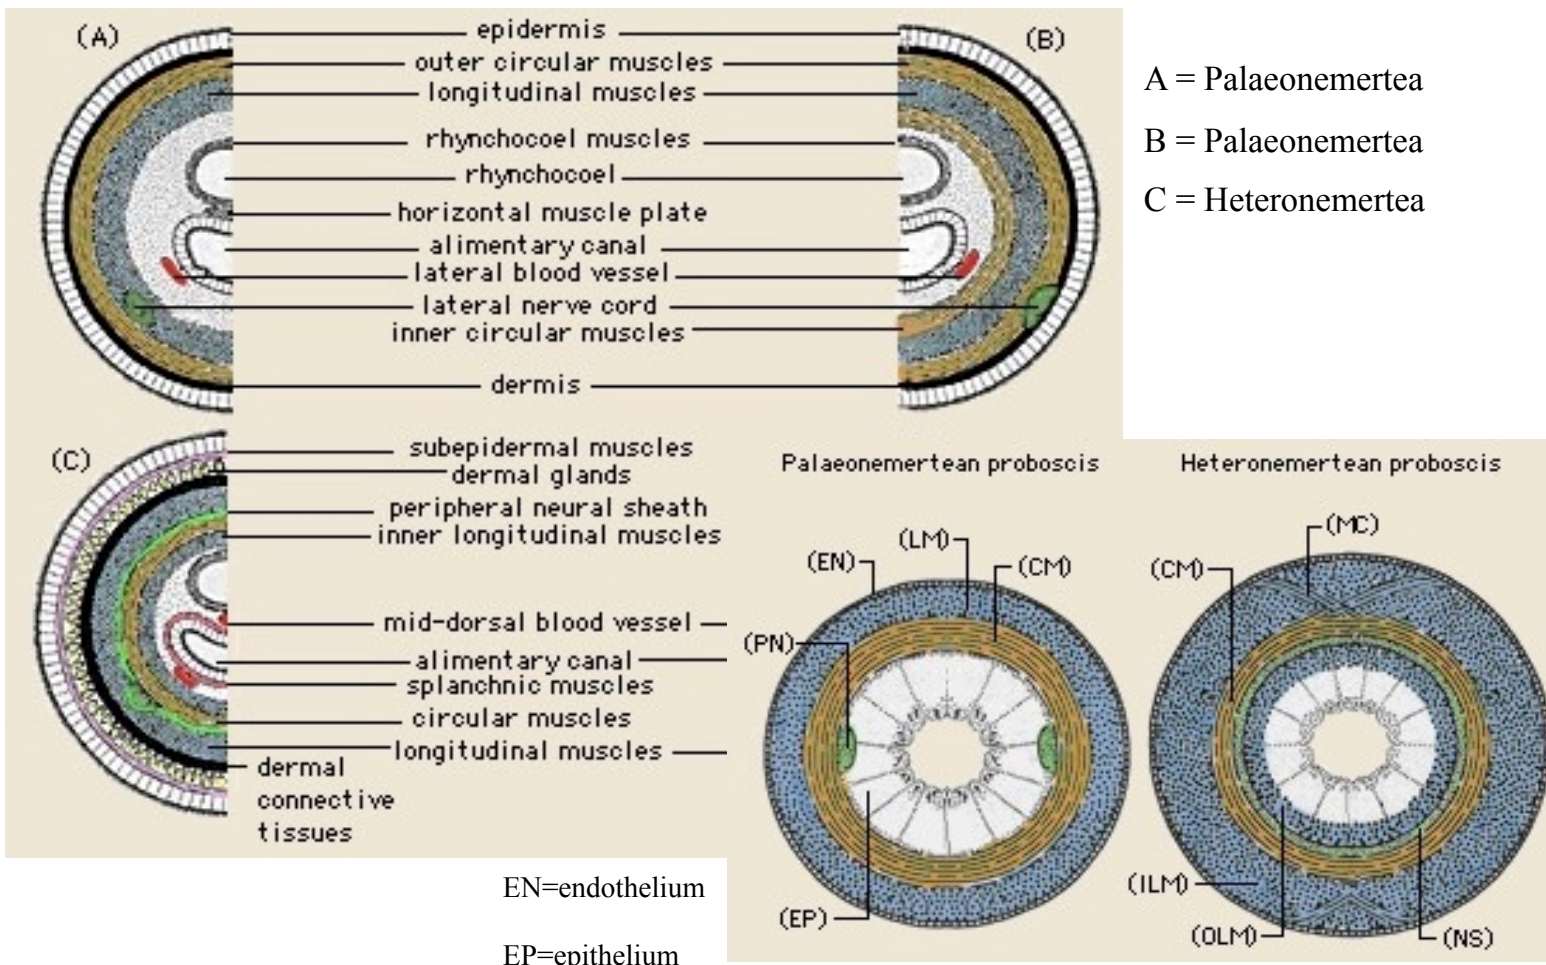 (A)
epidermis
(B)
outer circular muscles
longitudinal muscles
rhynchocoel muscles
rhynchocoel
horizontal muscle plate
alimentary canal
lateral blood vessel
lateral nerve cord
inner circular muscles
dermis
A = Palaeonemertea
B = Palaeonemertea
C = Heteronemertea
(C)
subepidermal muscles
dermal glands
peripheral neural sheath
inner longitudinal muscles
mid-dorsal blood vessel
alimentary canal
splanchnic muscles
circular muscles
longitudinal muscles
dermal
connective
tissues
Palaeonemertean proboscis
(EN)
(LM)
(CM)
(PN)
(EP)
Heteronemertean proboscis
(MC)
(CM)
(ILM)
(OLM)
(NS)
EN=endothelium
EP=epithelium